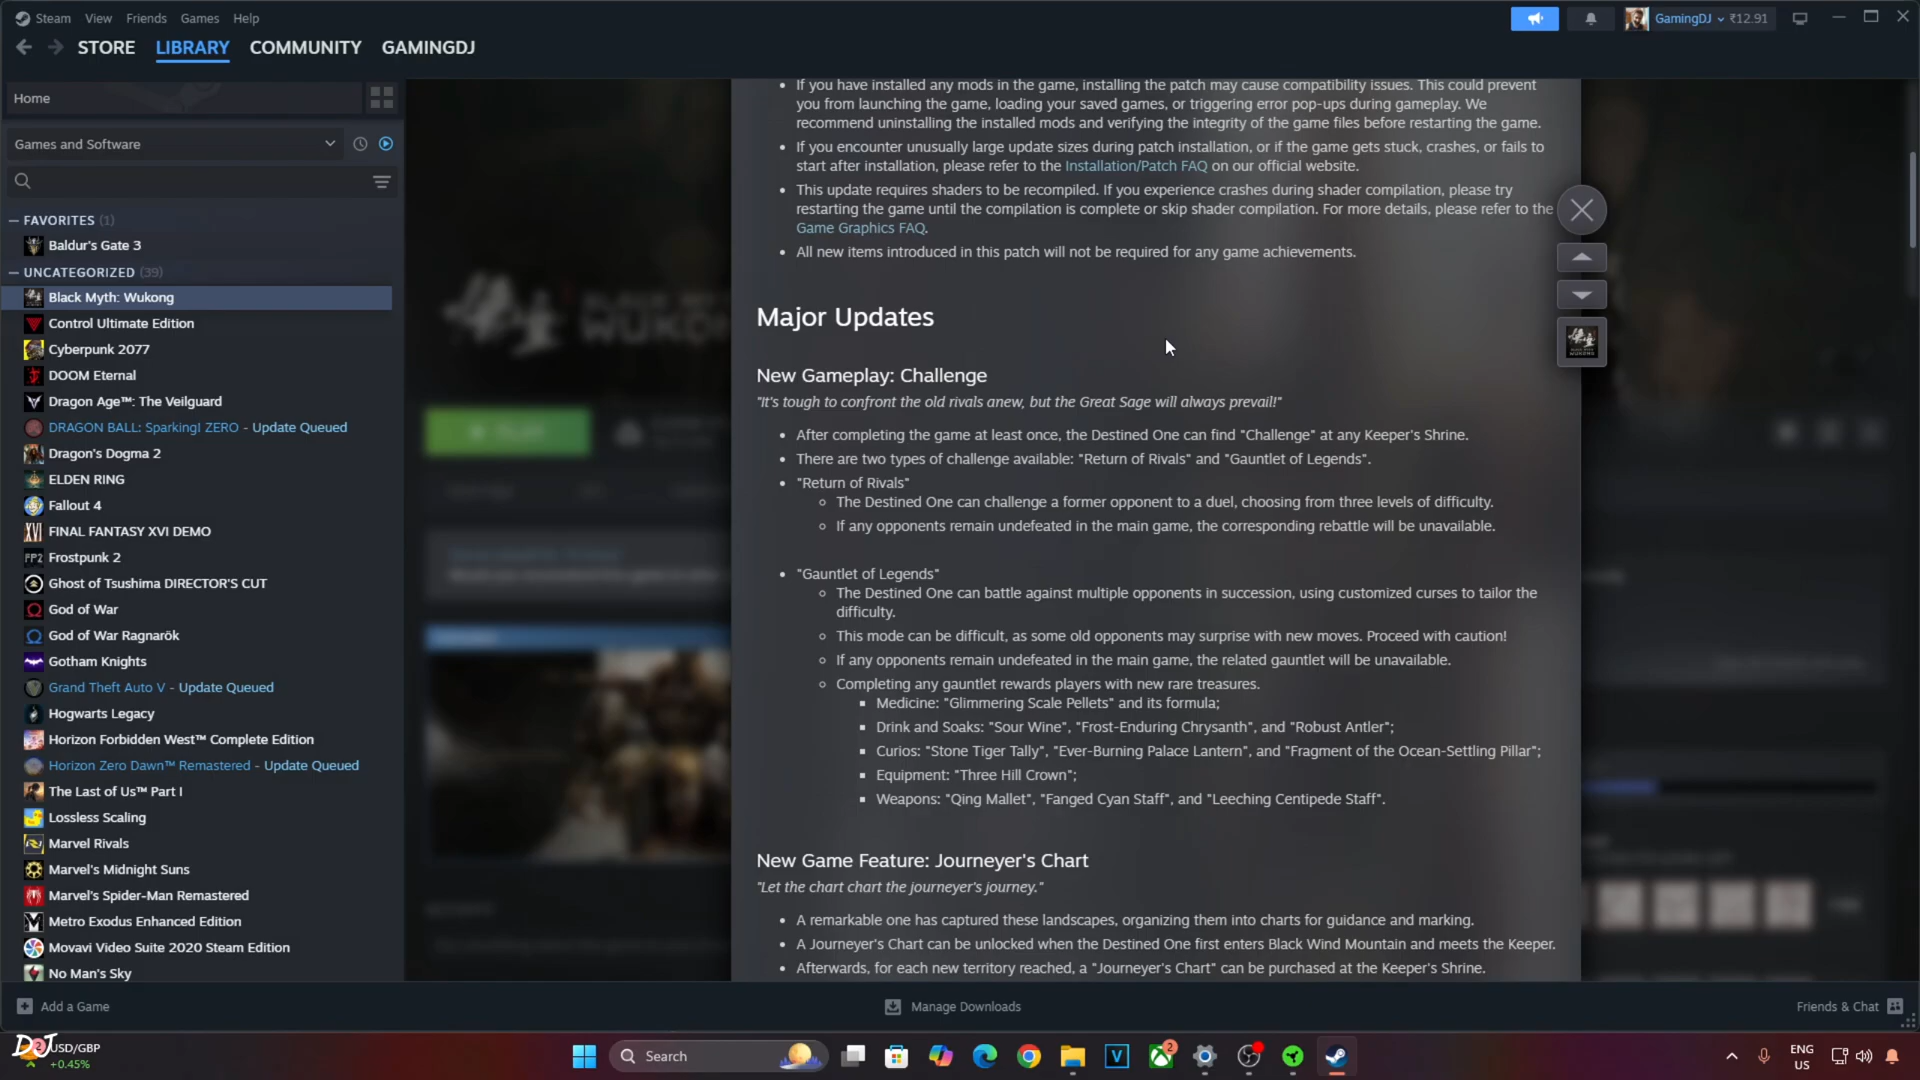 Steam View Friends Games Help
GamingDJ ₹12.91
STORE LIBRARY COMMUNITY GAMINGDJ
Home
Games and Software
FAVORITES (1)
Baldur's Gate 3
UNCATEGORIZED (39)
Black Myth: Wukong
Control Ultimate Edition
Cyberpunk 2077
DOOM Eternal
Dragon Age™: The Veilguard
DRAGON BALL: Sparking! ZERO - Update Queued
Dragon's Dogma 2
ELDEN RING
Fallout 4
FINAL FANTASY XVI DEMO
Frostpunk 2
Ghost of Tsushima DIRECTOR'S CUT
God of War
God of War Ragnarök
Gotham Knights
Grand Theft Auto V - Update Queued
Hogwarts Legacy
Horizon Forbidden West™ Complete Edition
Horizon Zero Dawn™ Remastered - Update Queued
The Last of Us™ Part I
Lossless Scaling
Marvel Rivals
Marvel's Midnight Suns
Marvel's Spider-Man Remastered
Metro Exodus Enhanced Edition
Movavi Video Suite 2020 Steam Edition
No Man's Sky
If you have installed any mods in the game, installing the patch may cause compatibility issues. This could prevent
you from launching the game, loading your saved games, or triggering error pop-ups during gameplay. We
recommend uninstalling the installed mods and verifying the integrity of the game files before restarting the game.
If you encounter unusually large update sizes during patch installation, or if the game gets stuck, crashes, or fails to
start after installation, please refer to the Installation/Patch FAQ on our official website.
This update requires shaders to be recompiled. If you experience crashes during shader compilation, please try
restarting the game until the compilation is complete or skip shader compilation. For more details, please refer to the
Game Graphics FAQ.
All new items introduced in this patch will not be required for any game achievements.
Major Updates
New Gameplay: Challenge
"It's tough to confront the old rivals anew, but the Great Sage will always prevail!"
After completing the game at least once, the Destined One can find "Challenge" at any Keeper's Shrine.
There are two types of challenge available: "Return of Rivals" and "Gauntlet of Legends".
"Return of Rivals"
The Destined One can challenge a former opponent to a duel, choosing from three levels of difficulty.
If any opponents remain undefeated in the main game, the corresponding rebattle will be unavailable.
"Gauntlet of Legends"
The Destined One can battle against multiple opponents in succession, using customized curses to tailor the
difficulty.
This mode can be difficult, as some old opponents may surprise with new moves. Proceed with caution!
If any opponents remain undefeated in the main game, the related gauntlet will be unavailable.
Completing any gauntlet rewards players with new rare treasures.
Medicine: "Glimmering Scale Pellets" and its formula;
Drink and Soaks: "Sour Wine", "Frost-Enduring Chrysanth", and "Robust Antler";
Curios: "Stone Tiger Tally", "Ever-Burning Palace Lantern", and "Fragment of the Ocean-Settling Pillar";
Equipment: "Three Hill Crown";
Weapons: "Qing Mallet", "Fanged Cyan Staff", and "Leeching Centipede Staff".
New Game Feature: Journeyer's Chart
"Let the chart chart the journeyer's journey."
A remarkable one has captured these landscapes, organizing them into charts for guidance and marking.
A Journeyer's Chart can be unlocked when the Destined One first enters Black Wind Mountain and meets the Keeper.
Afterwards, for each new territory reached, a "Journeyer's Chart" can be purchased at the Keeper's Shrine.
BLACK MYTH
WUKONG
Add a Game
Manage Downloads
Friends & Chat
DJ
2
USD/GBP
+0.45%
Search
V
2
ENG
US